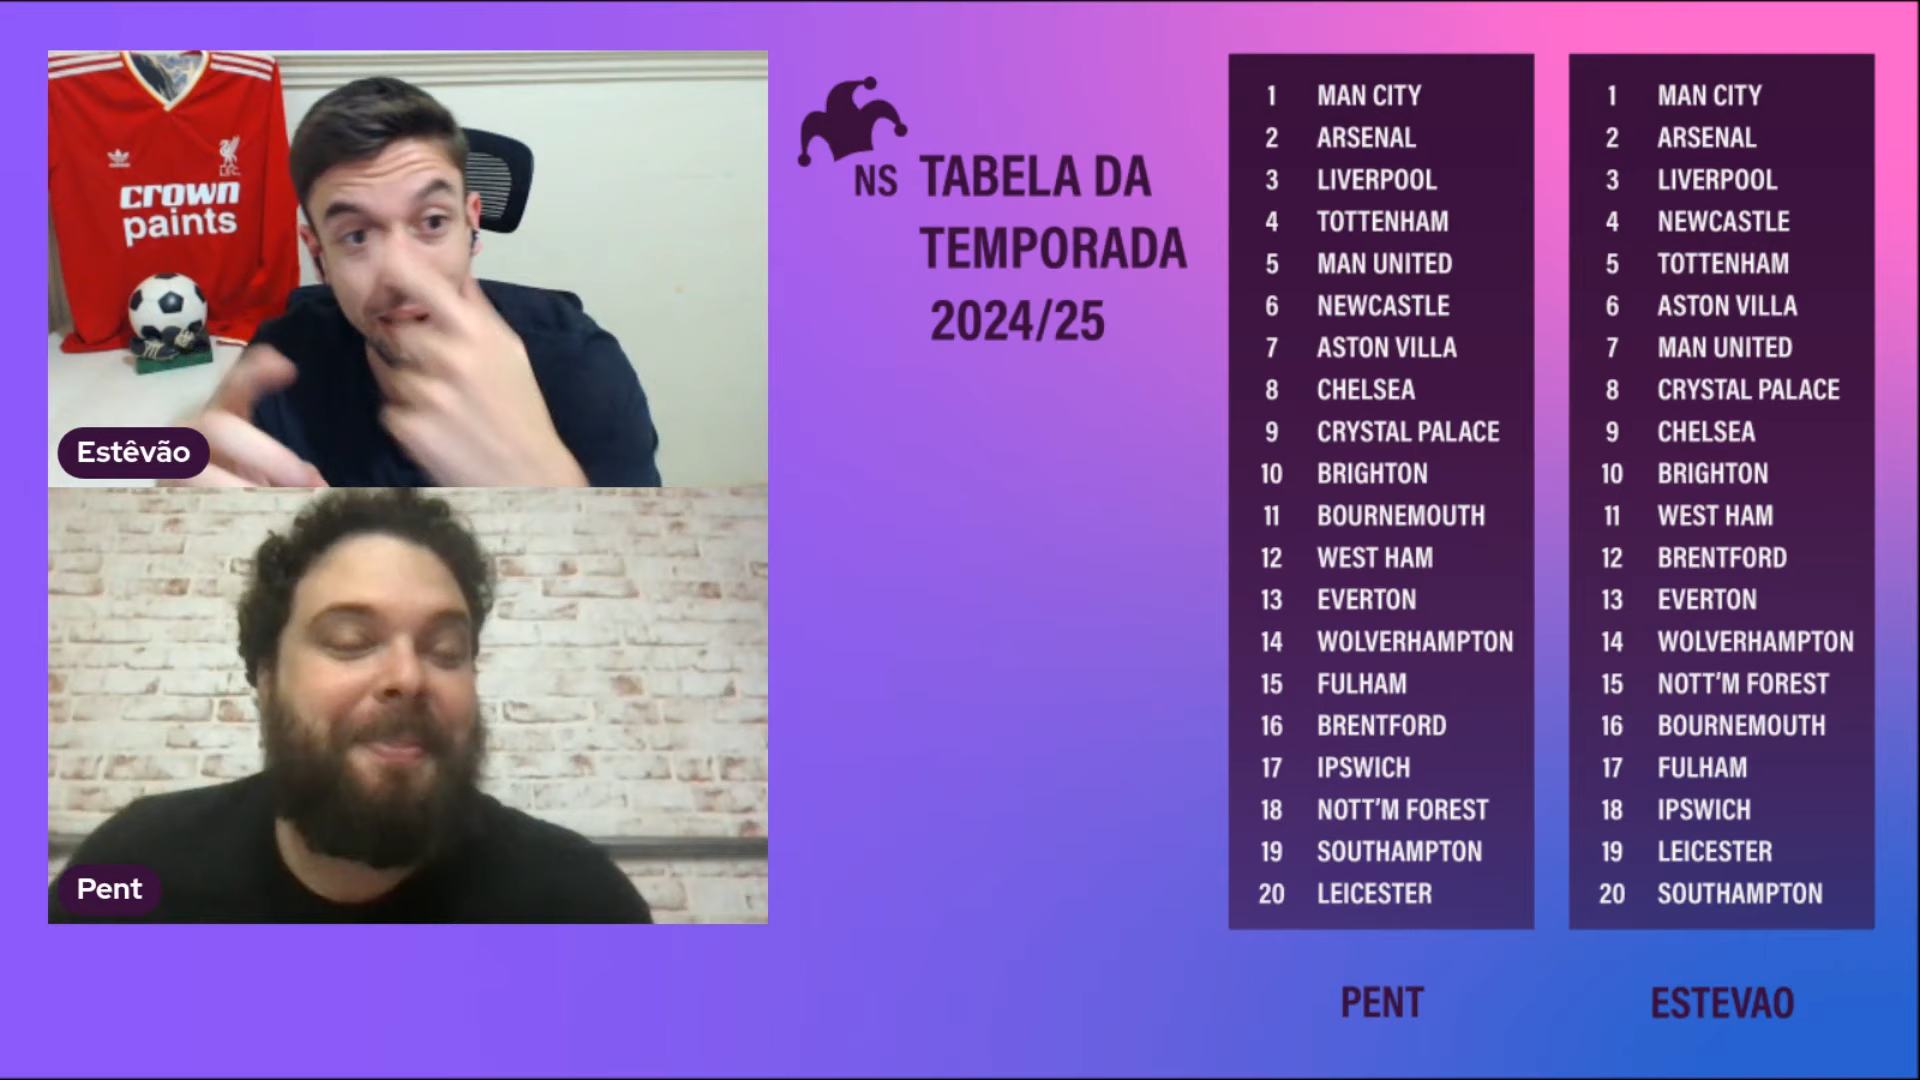 L.F.C.
crown
paints
Estêvão
Pent
NS
TABELA DA
TEMPORADA
2024/25
1 MAN CITY
2 ARSENAL
3 LIVERPOOL
4 TOTTENHAM
5 MAN UNITED
6 NEWCASTLE
7 ASTON VILLA
8 CHELSEA
9 CRYSTAL PALACE
10 BRIGHTON
11 BOURNEMOUTH
12 WEST HAM
13 EVERTON
14 WOLVERHAMPTON
15 FULHAM
16 BRENTFORD
17 IPSWICH
18 NOTT'M FOREST
19 SOUTHAMPTON
20 LEICESTER
PENT
1 MAN CITY
2 ARSENAL
3 LIVERPOOL
4 NEWCASTLE
5 TOTTENHAM
6 ASTON VILLA
7 MAN UNITED
8 CRYSTAL PALACE
9 CHELSEA
10 BRIGHTON
11 WEST HAM
12 BRENTFORD
13 EVERTON
14 WOLVERHAMPTON
15 NOTT'M FOREST
16 BOURNEMOUTH
17 FULHAM
18 IPSWICH
19 LEICESTER
20 SOUTHAMPTON
ESTEVAO